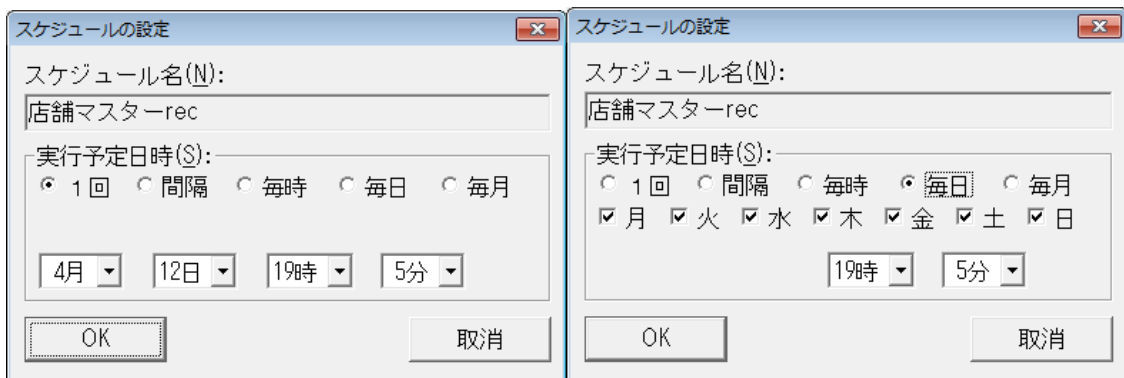 スケジュールの設定
スケジュール名(N):
店舗マスターrec
実行予定日時(S):
1回 間隔 毎時 毎日 毎月
4月 12日 19時 5分
OK 取消
スケジュールの設定
スケジュール名(N):
店舗マスターrec
実行予定日時(S):
1回 間隔 毎時 毎日 毎月
月 火 水 木 金 土 日
19時 5分
OK 取消